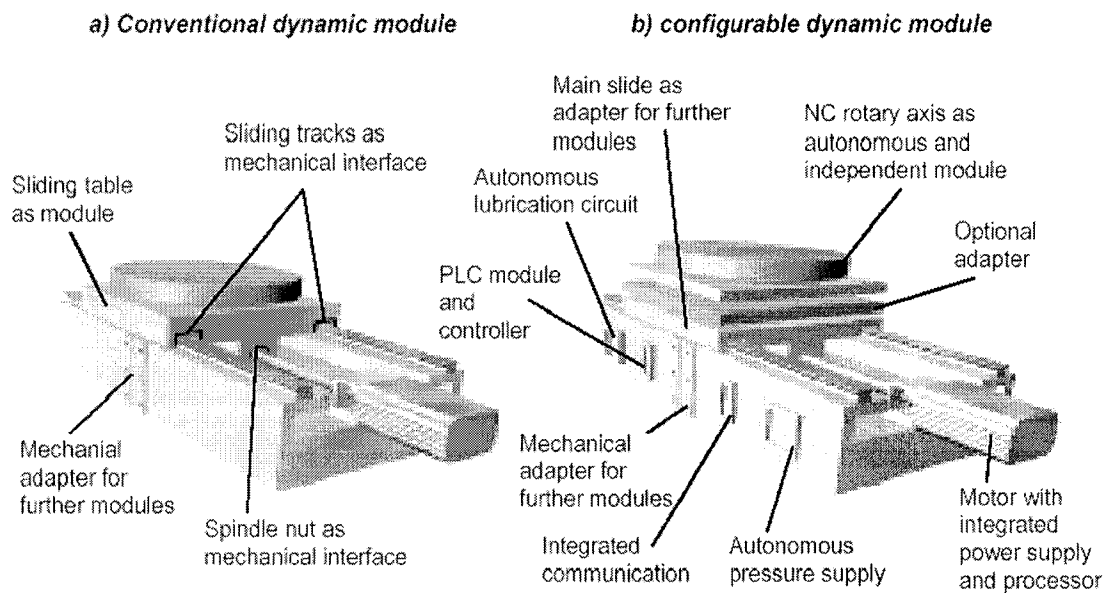 a) Conventional dynamic module
Sliding tracks as
mechanical interface
Sliding table
as module
Mechanial
adapter for
further modules
Spindle nut as
mechanical interface
b) configurable dynamic module
Main slide as
adapter for further
modules
NC rotary axis as
autonomous and
independent module
Autonomous
lubrication circuit
Optional
adapter
PLC module
and
controller
Mechanical
adapter for
further modules
Integrated
communication
Autonomous
pressure supply
Motor with
integrated
power supply
and processor